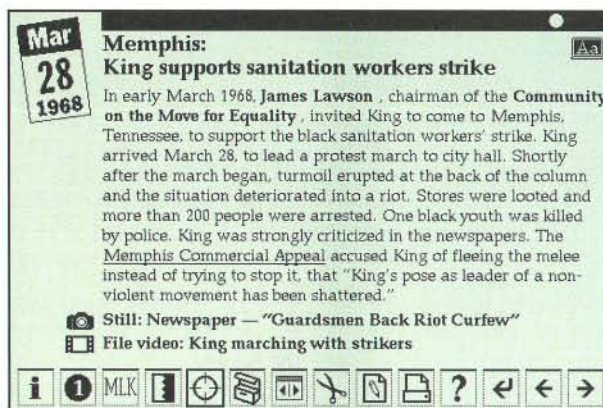 Mar
28
1968
Aa
Memphis:
King supports sanitation workers strike
In early March 1968, James Lawson , chairman of the Community
on the Move for Equality , invited King to come to Memphis,
Tennessee, to support the black sanitation workers' strike. King
arrived March 28, to lead a protest march to city hall. Shortly
after the march began, turmoil erupted at the back of the column
and the situation deteriorated into a riot. Stores were looted and
more than 200 people were arrested. One black youth was killed
by police. King was strongly criticized in the newspapers. The
Memphis Commercial Appeal accused King of fleeing the melee
instead of trying to stop it, that "King's pose as leader of a non-
violent movement has been shattered."
Still: Newspaper — "Guardsmen Back Riot Curfew"
File video: King marching with strikers
i 1 MLK ?